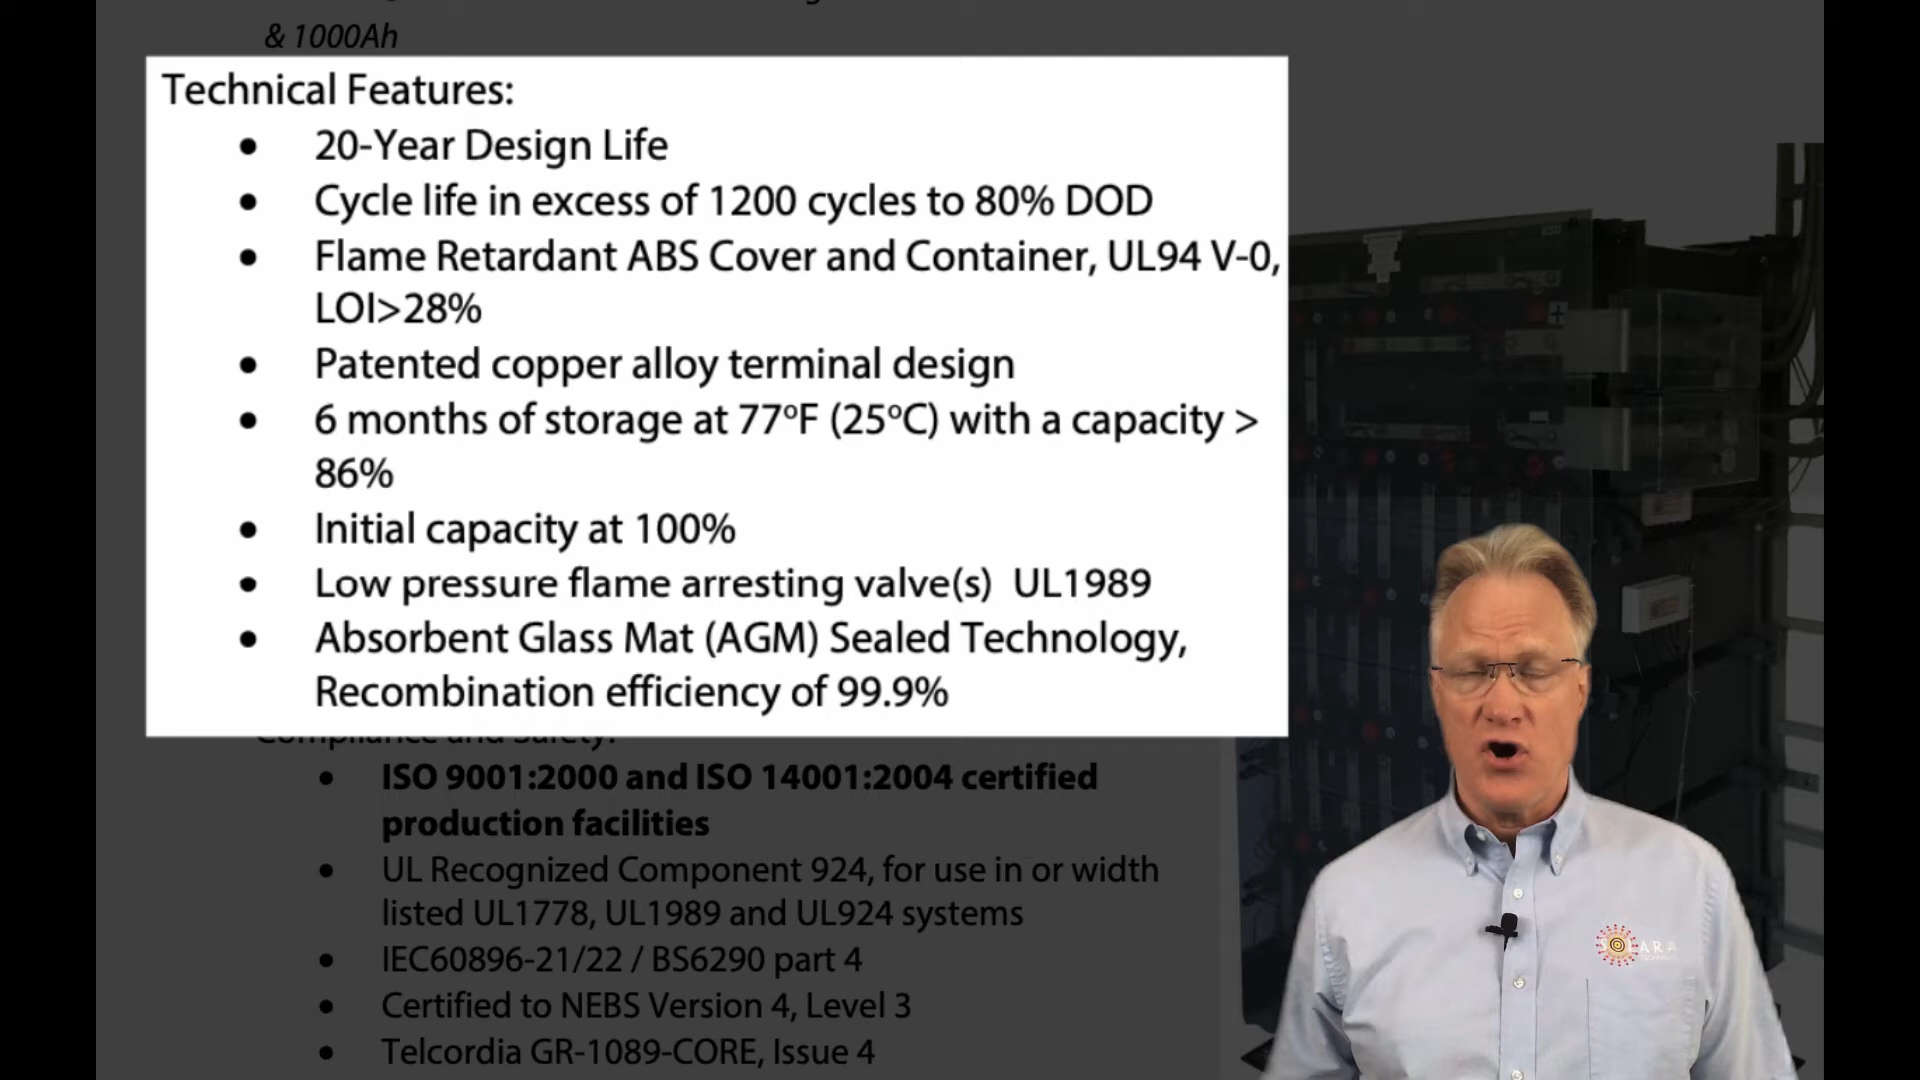 & 1000Ah
Technical Features:
• 20-Year Design Life
• Cycle life in excess of 1200 cycles to 80% DOD
• Flame Retardant ABS Cover and Container, UL94 V-0,
LOI>28%
• Patented copper alloy terminal design
• 6 months of storage at 77ºF (25ºC) with a capacity >
86%
• Initial capacity at 100%
• Low pressure flame arresting valve(s) UL1989
• Absorbent Glass Mat (AGM) Sealed Technology,
Recombination efficiency of 99.9%
Compliance and Safety:
• ISO 9001:2000 and ISO 14001:2004 certified
production facilities
• UL Recognized Component 924, for use in or width
listed UL1778, UL1989 and UL924 systems
• IEC60896-21/22 / BS6290 part 4
• Certified to NEBS Version 4, Level 3
• Telcordia GR-1089-CORE, Issue 4
SOLARA